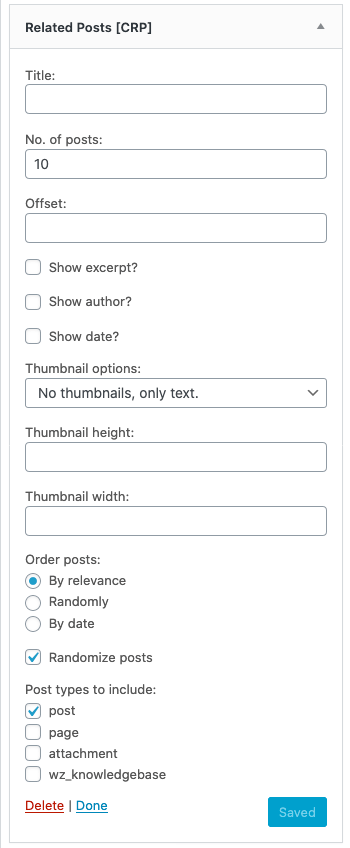 Related Posts [CRP]
Title:
No. of posts:
10
Offset:
Show excerpt?
Show author?
Show date?
Thumbnail options:
No thumbnails, only text.
Thumbnail height:
Thumbnail width:
Order posts:
By relevance
Randomly
By date
Randomize posts
Post types to include:
post
page
attachment
wz_knowledgebase
Delete | Done
Saved